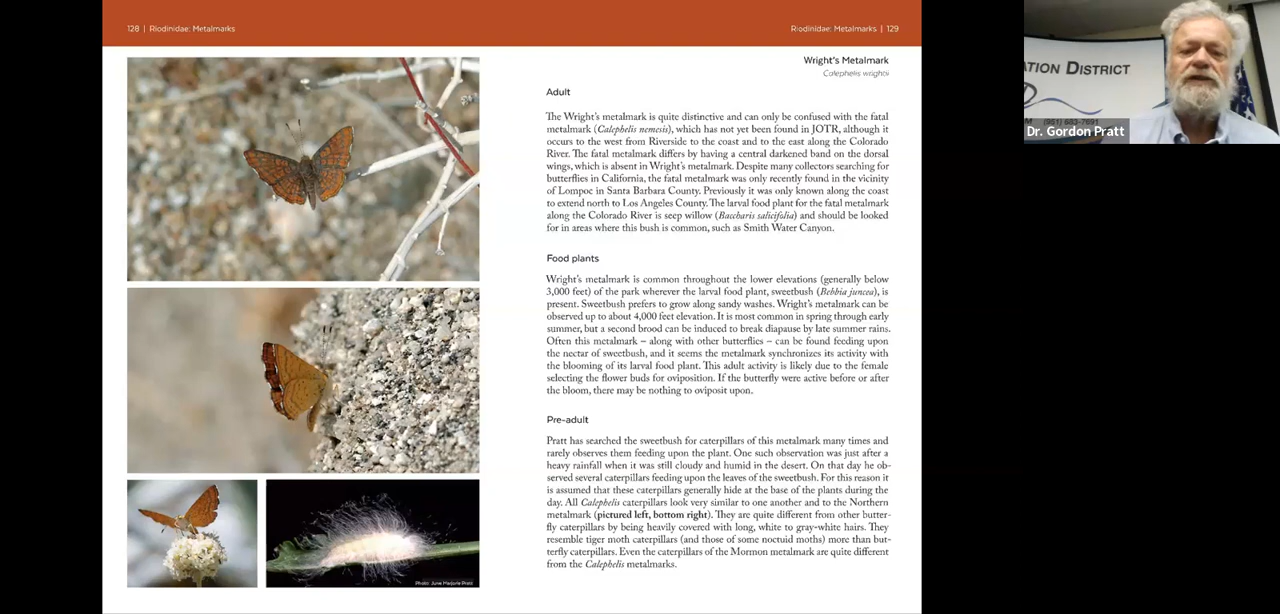 128 | Riodinidae: Metalmarks
Riodinidae: Metalmarks | 129
Wright's Metalmark
Calephelis wrighti
Adult
The Wright's metalmark is quite distinctive and can only be confused with the fatal
metalmark (Calephelis nemesis), which has not yet been found in JOTR, although it
occurs to the west from Riverside to the coast and to the east along the Colorado
River. The fatal metalmark differs by having a central darkened band on the dorsal
wings, which is absent in Wright's metalmark. Despite many collectors searching for
butterflies in California, the fatal metalmark was only recently found in the vicinity
of Lompoc in Santa Barbara County. Previously it was only known along the coast
to extend north to Los Angeles County. The larval food plant for the fatal metalmark
along the Colorado River is seep willow (Baccharis salicifolia) and should be looked
for in areas where this bush is common, such as Smith Water Canyon.
Food plants
Wright's metalmark is common throughout the lower elevations (generally below
3,000 feet) of the park wherever the larval food plant, sweetbush (Bebbia juncea), is
present. Sweetbush prefers to grow along sandy washes. Wright's metalmark can be
observed up to about 4,000 feet elevation. It is most common in spring through early
summer, but a second brood can be induced to break diapause by late summer rains.
Often this metalmark – along with other butterflies – can be found feeding upon
the nectar of sweetbush, and it seems the metalmark synchronizes its activity with
the blooming of its larval food plant. This adult activity is likely due to the female
selecting the flower buds for oviposition. If the butterfly were active before or after
the bloom, there may be nothing to oviposit upon.
Pre-adult
Pratt has searched the sweetbush for caterpillars of this metalmark many times and
rarely observes them feeding upon the plant. One such observation was just after a
heavy rainfall when it was still cloudy and humid in the desert. On that day he ob-
served several caterpillars feeding upon the leaves of the sweetbush. For this reason it
is assumed that these caterpillars generally hide at the base of the plants during the
day. All Calephelis caterpillars look very similar to one another and to the Northern
metalmark (pictured left, bottom right). They are quite different from other butter-
fly caterpillars by being heavily covered with long, white to gray-white hairs. They
resemble tiger moth caterpillars (and those of some noctuid moths) more than but-
terfly caterpillars. Even the caterpillars of the Mormon metalmark are quite different
from the Calephelis metalmarks.
Photo: June Marjorie Pratt
ATION DISTRICT
(951) 683-7691
Dr. Gordon Pratt